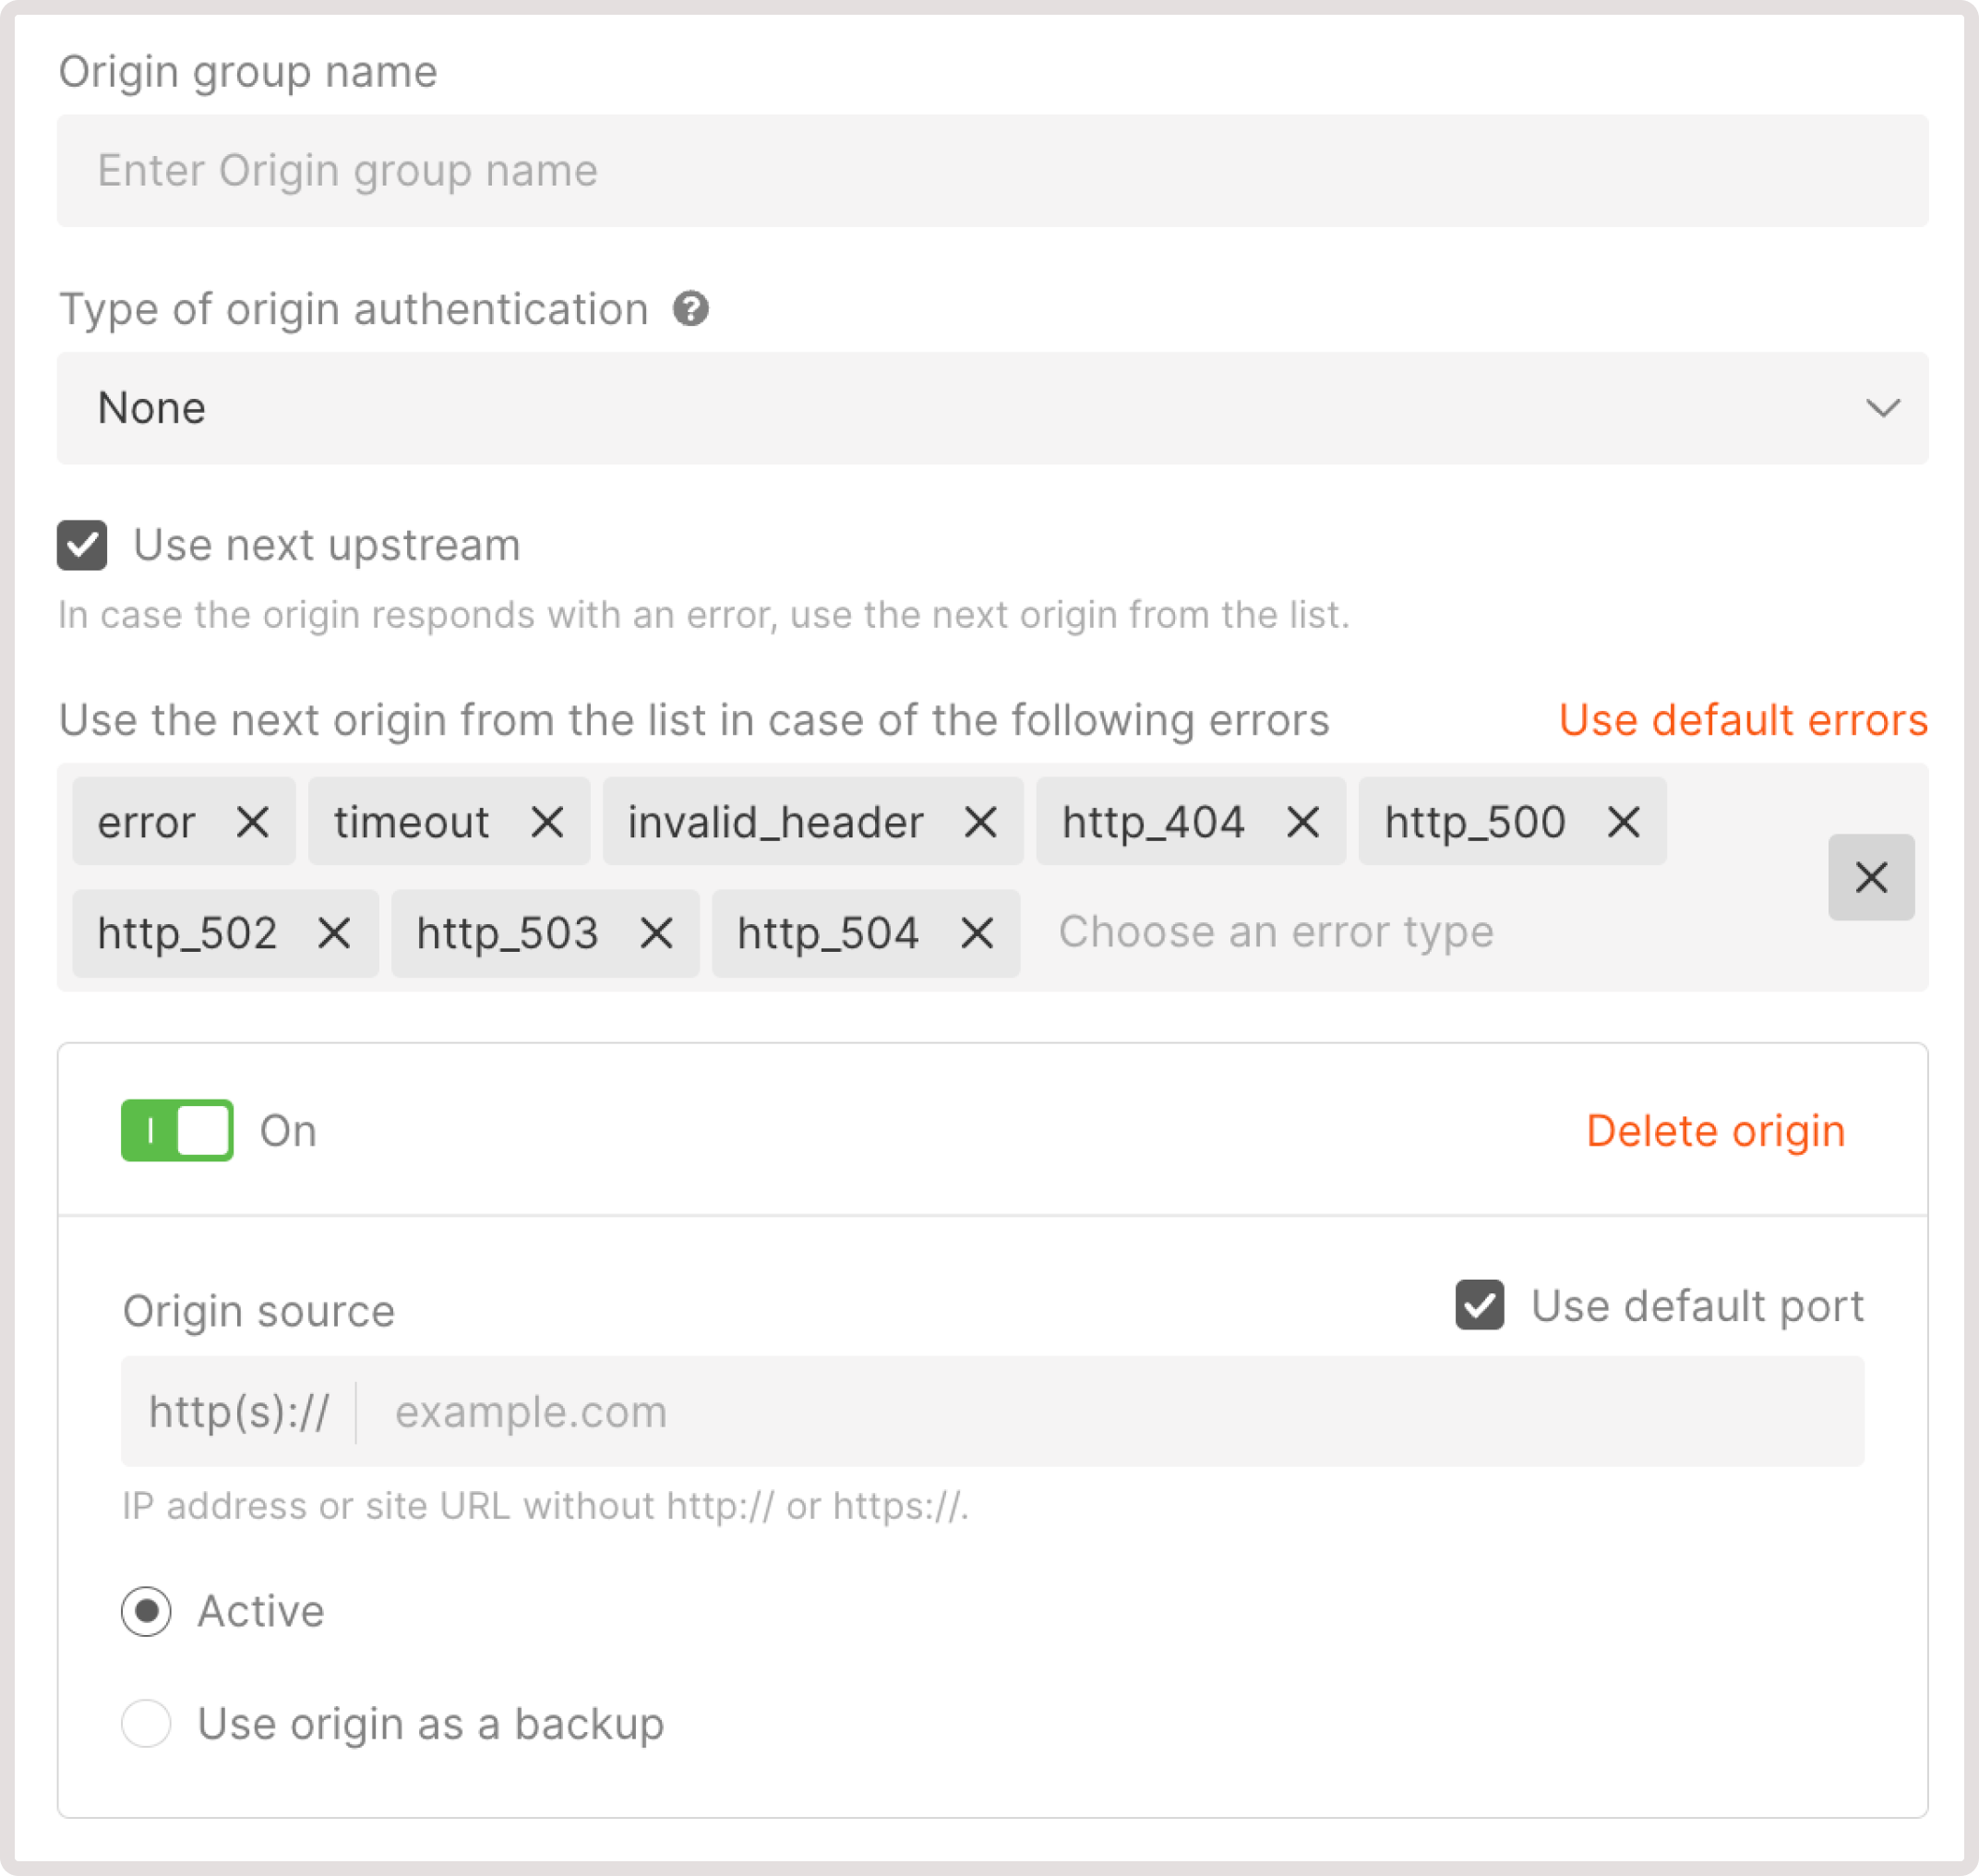 Origin group name
Enter Origin group name
Type of origin authentication
None
Use next upstream
In case the origin responds with an error, use the next origin from the list.
Use the next origin from the list in case of the following errors Use default errors
error timeout invalid_header http_404 http_500
http_502 http_503 http_504 Choose an error type
On Delete origin
Origin source Use default port
http(s):// example.com
IP address or site URL without http:// or https://.
Active
Use origin as a backup